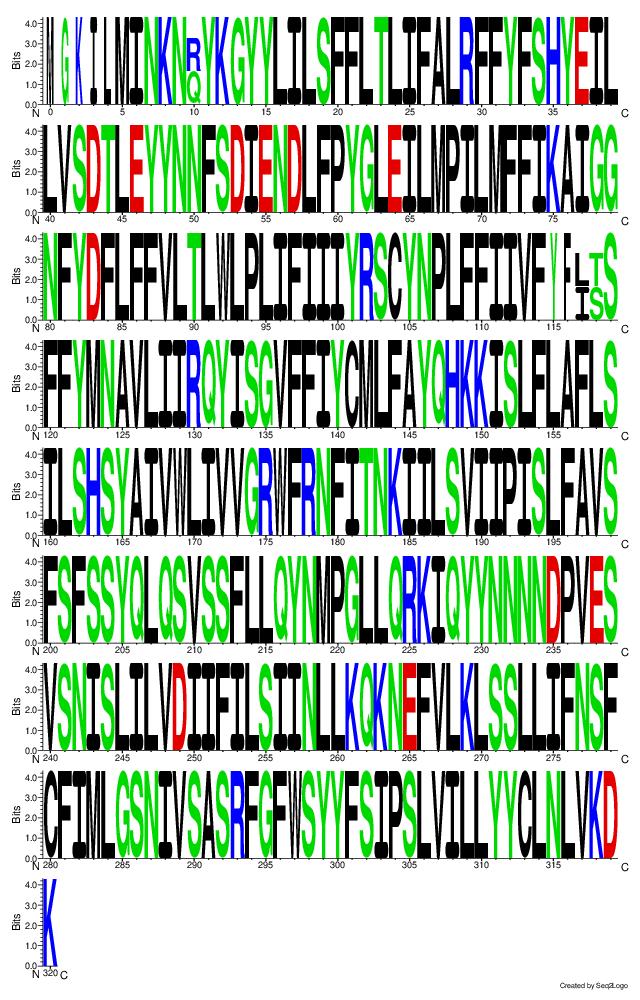 4.0
3.0
2.0
1.0
0.0
Bits
MGKILMINKNRYKGYYLILSFFLTLIFALRFFYFSHYEIL
Q
N 0 5 10 15 20 25 30 35 C
4.0
3.0
2.0
1.0
0.0
Bits
LVSDTLEYYNNFSDIENDLFPYGLEILMPILMFFIKAIGG
N 40 45 50 55 60 65 70 75 C
4.0
3.0
2.0
1.0
0.0
Bits
NFYDFLFFVLTLWLPLIFIIIYRSCYNPLFFIIVFYFLTS
IS
N 80 85 90 95 100 105 110 115 C
4.0
3.0
2.0
1.0
0.0
Bits
FFYMNAVLIIRQYISGVFFIYCMLFAYQHKKISLFLAFLS
N 120 125 130 135 140 145 150 155 C
4.0
3.0
2.0
1.0
0.0
Bits
ILSHSYAIVWLIVVGRWFRNFITNKIILSVIIPISLFAVS
N 160 165 170 175 180 185 190 195 C
4.0
3.0
2.0
1.0
0.0
Bits
FSFSSYQLQSVSSFLLQYNMPGLLQRKIQYYNNNNDPVES
N 200 205 210 215 220 225 230 235 C
4.0
3.0
2.0
1.0
0.0
Bits
VSNISLILVDIIFILSIINLLKQKNEFVLKLSSLLIFNSF
N 240 245 250 255 260 265 270 275 C
4.0
3.0
2.0
1.0
0.0
Bits
CFIMLGSNIVSASRFGFWSYYFSIPSLVILLYYCLNLVKD
N 280 285 290 295 300 305 310 315 C
4.0
3.0
2.0
1.0
0.0
Bits
K
N 320 C
Created by Seq2Logo